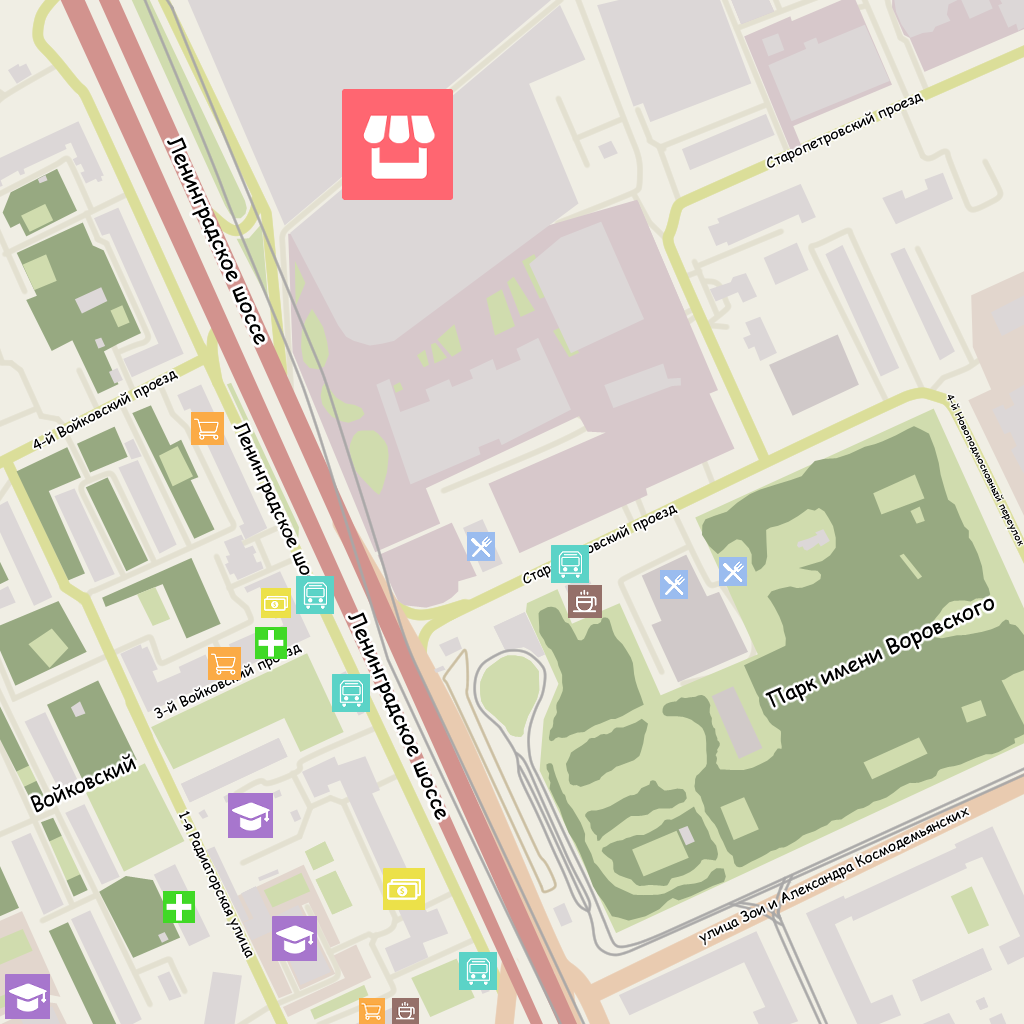 Старопетровский проезд
Ленинградское шоссе
4-й Войковский проезд
4-й Новоподмосковный переулок
Ленинградское шо
Стар
овский проезд
Парк имени Воровского
Ленинградское шоссе
3-й Войковский проезд
Войковский
1-я Радиаторская улица
улица Зои и Александра Космодемьянских